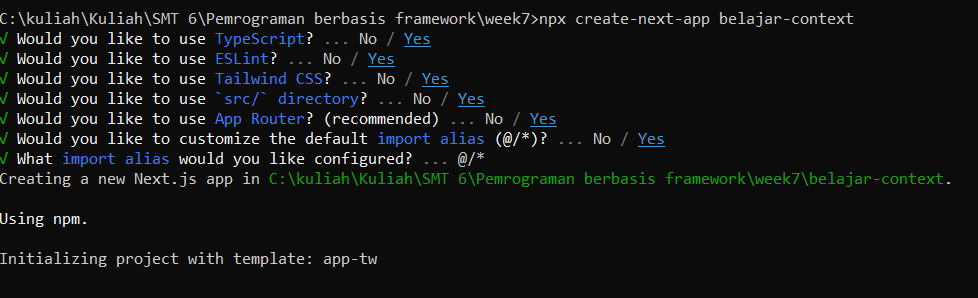 C:\kuliah\Kuliah\SMT 6\Pemrograman berbasis framework\week7>npx create-next-app belajar-context
√ Would you like to use TypeScript? ... No / Yes
√ Would you like to use ESLint? ... No / Yes
√ Would you like to use Tailwind CSS? ... No / Yes
√ Would you like to use `src/` directory? ... No / Yes
√ Would you like to use App Router? (recommended) ... No / Yes
√ Would you like to customize the default import alias (@/*)? ... No / Yes
√ What import alias would you like configured? ... @/*
Creating a new Next.js app in C:\kuliah\Kuliah\SMT 6\Pemrograman berbasis framework\week7\belajar-context.
Using npm.
Initializing project with template: app-tw